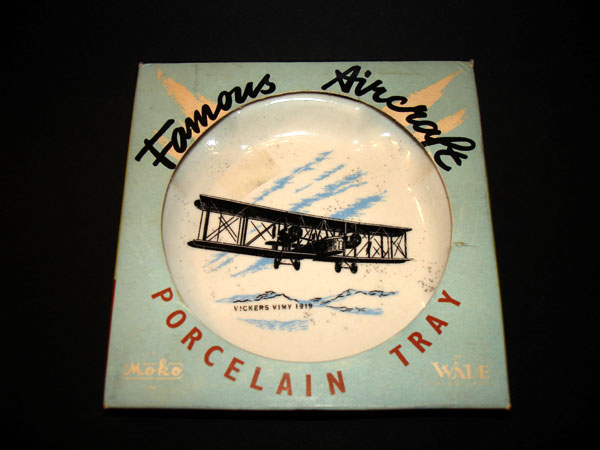 Famous Aircraft
VICKERS VIMY 1919
PORCELAIN TRAY
Moko
WADE